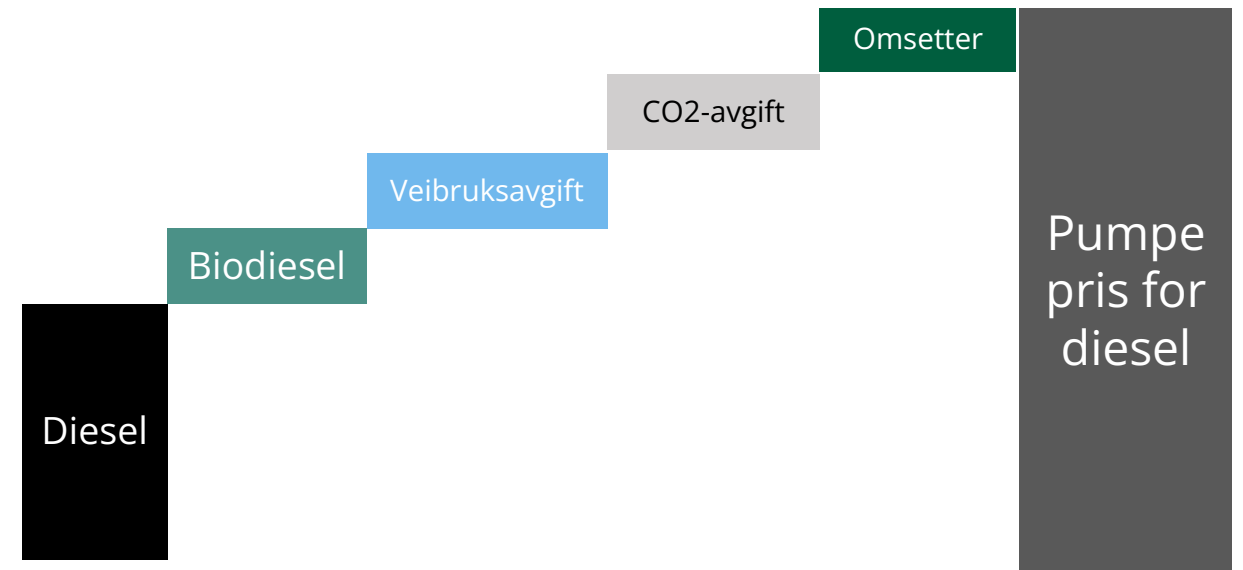 Omsetter
CO2-avgift
Veibruksavgift
Biodiesel
Diesel
Pumpe
pris for
diesel